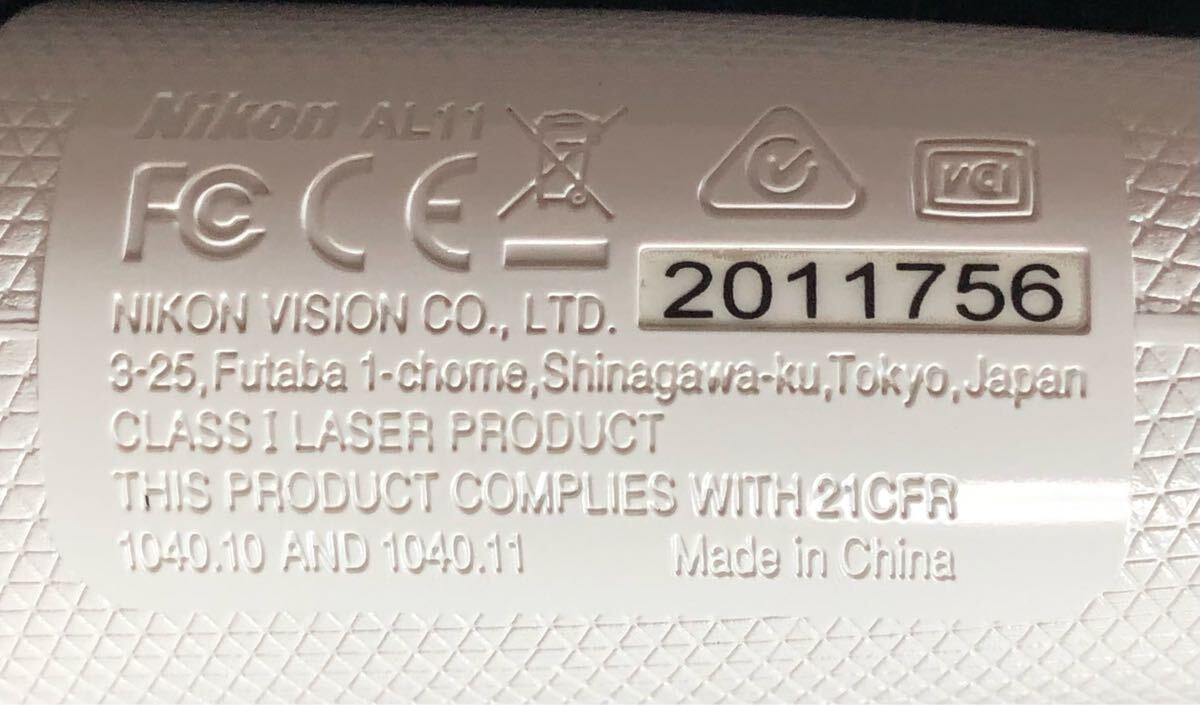 Nikon AL11
FC CE
VCI
2011756
NIKON VISION CO., LTD.
3-25,Futaba 1-chome,Shinagawa-ku,Tokyo,Japan
CLASS I LASER PRODUCT
THIS PRODUCT COMPLIES WITH 21CFR
1040.10 AND 1040.11 Made in China